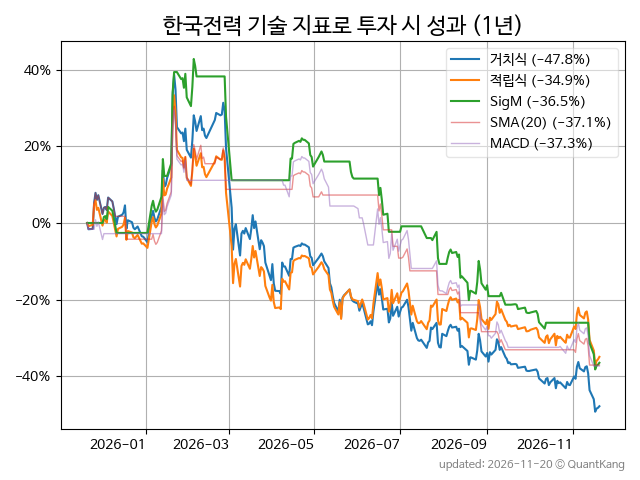 한국전력 기술 지표로 투자 시 성과 (1년)
거치식 (−47.8%)
적립식 (−34.9%)
SigM (−36.5%)
SMA(20) (−37.1%)
MACD (−37.3%)
40%
20%
0%
−20%
−40%
2026-01 2026-03 2026-05 2026-07 2026-09 2026-11
updated: 2026-11-20 © QuantKang